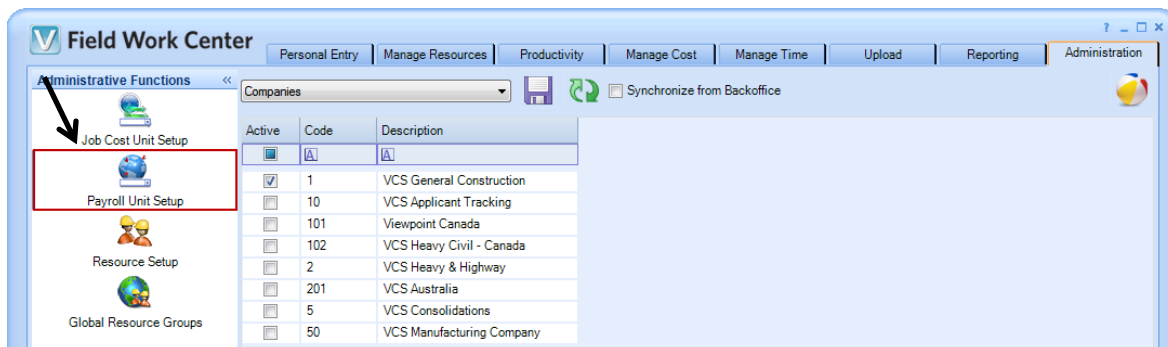 Field Work Center
Personal Entry Manage Resources Productivity Manage Cost Manage Time Upload Reporting Administration
Administrative Functions «
Companies Synchronize from Backoffice
Job Cost Unit Setup
Payroll Unit Setup
Resource Setup
Global Resource Groups
Active Code Description
A A
1 VCS General Construction
10 VCS Applicant Tracking
101 Viewpoint Canada
102 VCS Heavy Civil - Canada
2 VCS Heavy & Highway
201 VCS Australia
5 VCS Consolidations
50 VCS Manufacturing Company